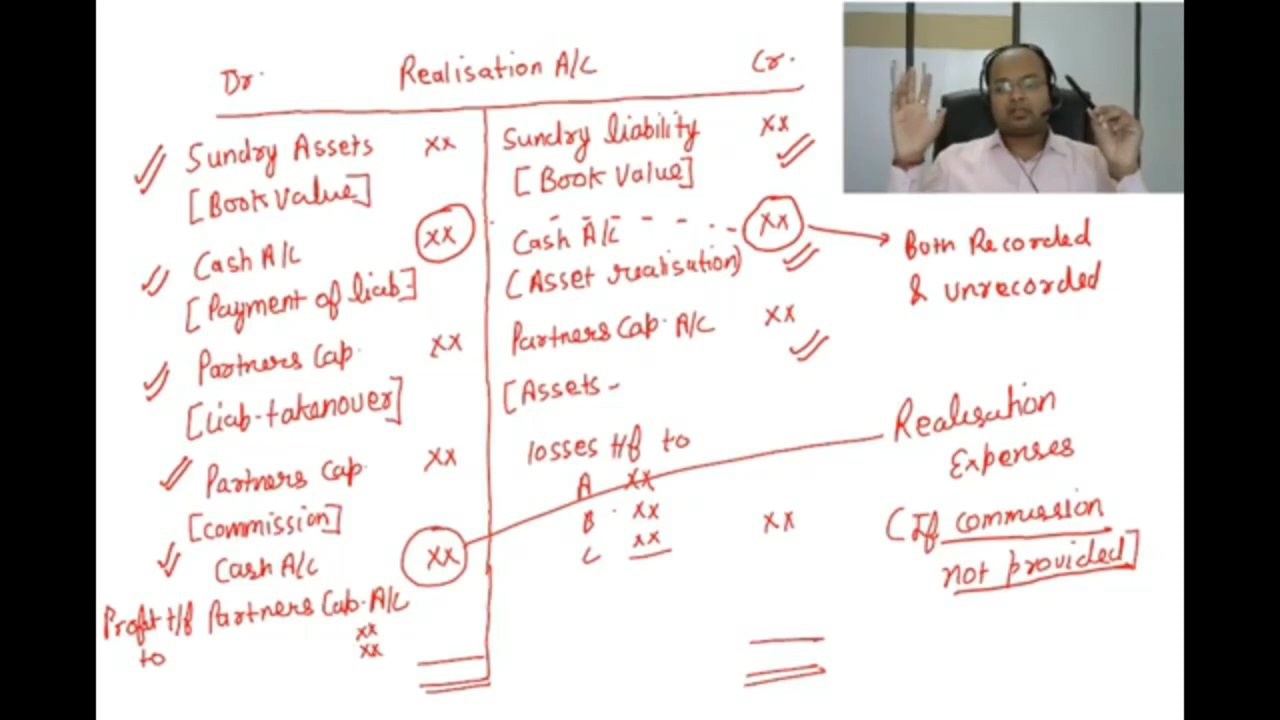 Dr. Realisation A/C Cr.
Sundry Assets xx
[Book Value]
Cash A/C xx
[Payment of liab]
Partners Cap. xx
[liab-takenover]
Partners Cap. xx
[commission]
Cash A/C xx
Profit t/f Partners Cap. A/C
to xx
xx
Sundry liability xx
[Book Value]
Cash A/C xx
(Asset realisation)
Partners Cap. A/C xx
[Assets -
losses t/f to
A xx
B xx
C xx
xx
Both Recorded
& unrecorded
Realisation
Expenses
(If commission
not provided]